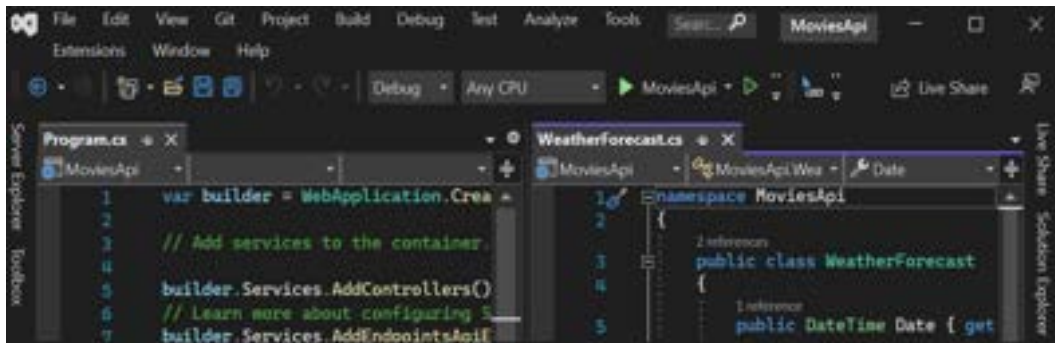 File Edit View Git Project Build Debug Test Analyze Tools Searc... MoviesApi
Extensions Window Help
Debug Any CPU MoviesApi Live Share
Server Explorer
Toolbox
Program.cs
MoviesApi
1 var builder = WebApplication.Crea
2
3 // Add services to the container.
4
5 builder.Services.AddControllers()
6 // Learn more about configuring S
7 builder.Services.AddEndpointsApiE
WeatherForecast.cs
MoviesApi MoviesApi.Wea Date
1 namespace MoviesApi
2 {
2 references
3 public class WeatherForecast
4 {
1 reference
5 public DateTime Date { get
Live Share
Solution Explorer